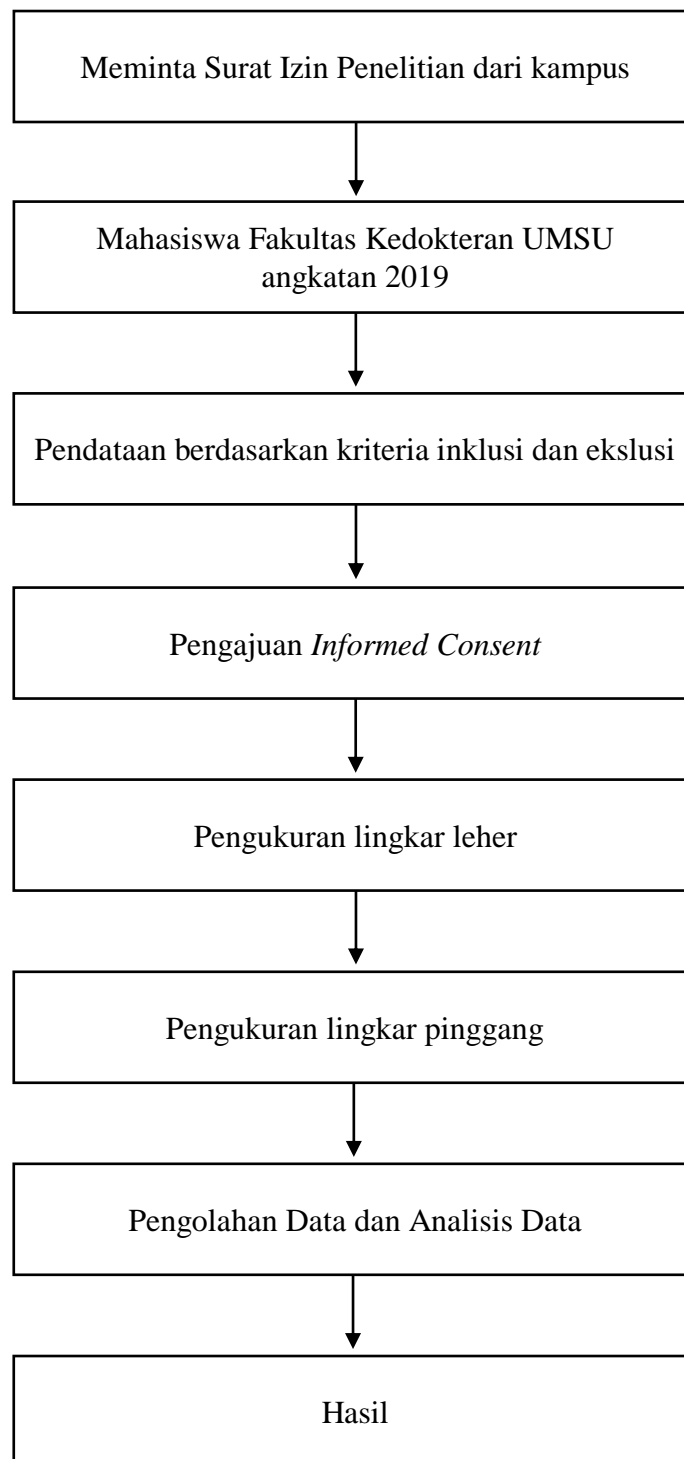 Meminta Surat Izin Penelitian dari kampus
Mahasiswa Fakultas Kedokteran UMSU
angkatan 2019
Pendataan berdasarkan kriteria inklusi dan ekslusi
Pengajuan Informed Consent
Pengukuran lingkar leher
Pengukuran lingkar pinggang
Pengolahan Data dan Analisis Data
Hasil